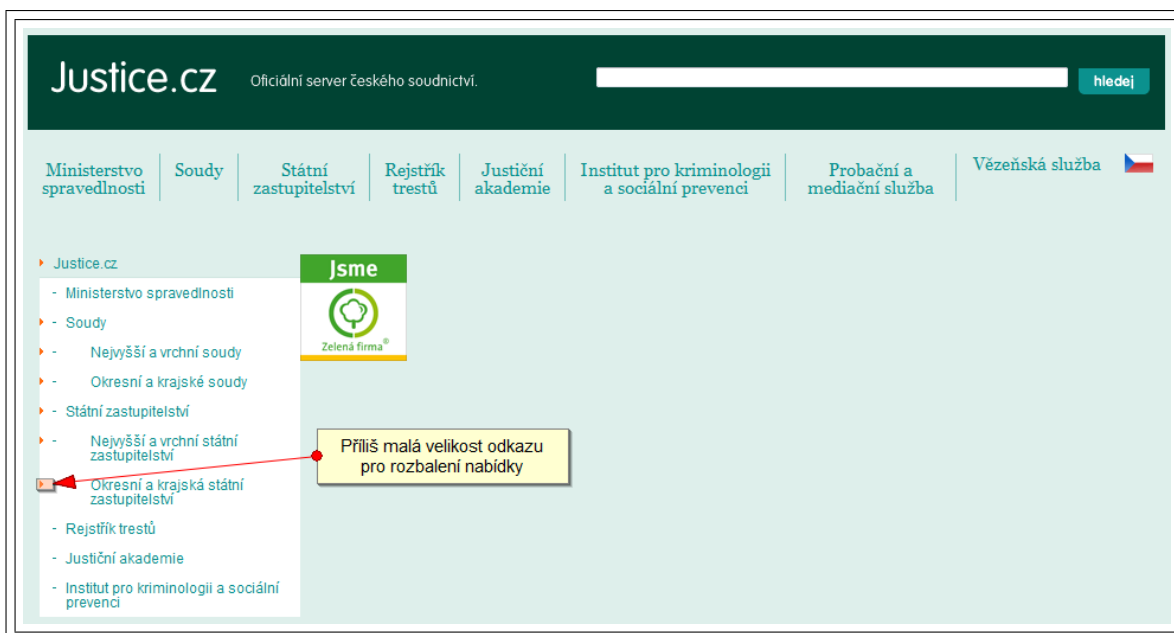 Justice.cz
Oficiální server českého soudnictví.
hledej
Ministerstvo
spravedlnosti
Soudy
Státní
zastupitelství
Rejstřík
trestů
Justiční
akademie
Institut pro kriminologii
a sociální prevenci
Probační a
mediační služba
Vězeňská služba
Justice.cz
- Ministerstvo spravedlnosti
- Soudy
- Nejvyšší a vrchní soudy
- Okresní a krajské soudy
- Státní zastupitelství
- Nejvyšší a vrchní státní
zastupitelství
Okresní a krajská státní
zastupitelství
- Rejstřík trestů
- Justiční akademie
- Institut pro kriminologii a sociální
prevenci
Jsme
Zelená firma®
Příliš malá velikost odkazu
pro rozbalení nabídky